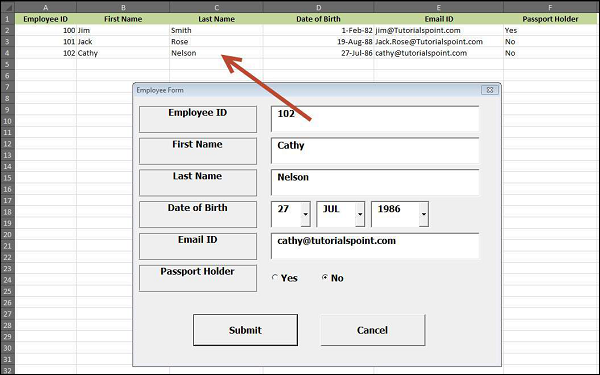 A B C D E F
1 Employee ID First Name Last Name Date of Birth Email ID Passport Holder
2 100 Jim Smith 1-Feb-82 jim@Tutorialspoint.com Yes
3 101 Jack Rose 19-Aug-88 Jack.Rose@Tutorialspoint.com No
4 102 Cathy Nelson 27-Jul-86 cathy@tutorialspoint.com No
5
6
7
8
9
10
11
12
13
14
15
16
17
18
19
20
21
22
23
24
25
26
27
28
29
30
31
32
Employee Form
Employee ID 102
First Name Cathy
Last Name Nelson
Date of Birth 27 JUL 1986
Email ID cathy@tutorialspoint.com
Passport Holder Yes No
Submit Cancel